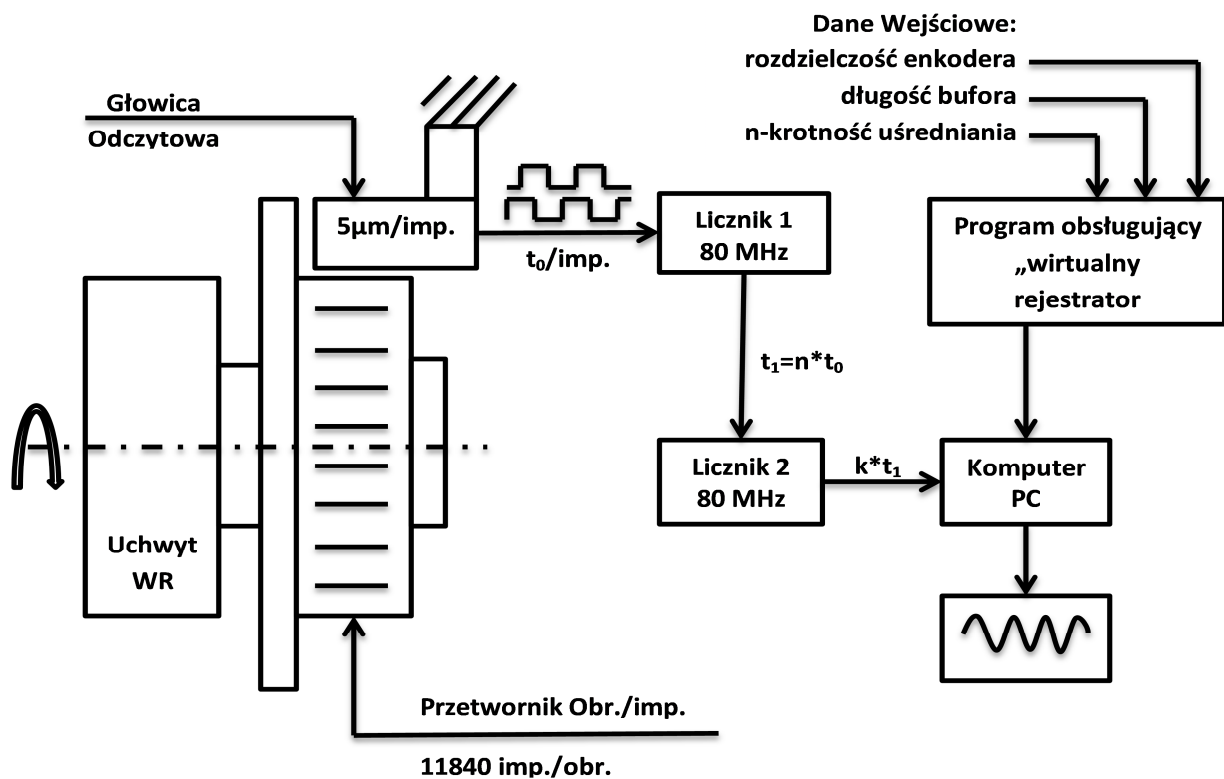 Dane Wejściowe:
rozdzielczość enkodera
długość bufora
n-krotność uśredniania
Głowica
Odczytowa
5µm/imp.
t₀/imp.
Licznik 1
80 MHz
Program obsługujący
„wirtualny
rejestrator
t₁=n*t₀
Licznik 2
80 MHz
k*t₁
Komputer
PC
Uchwyt
WR
Przetwornik Obr./imp.
11840 imp./obr.